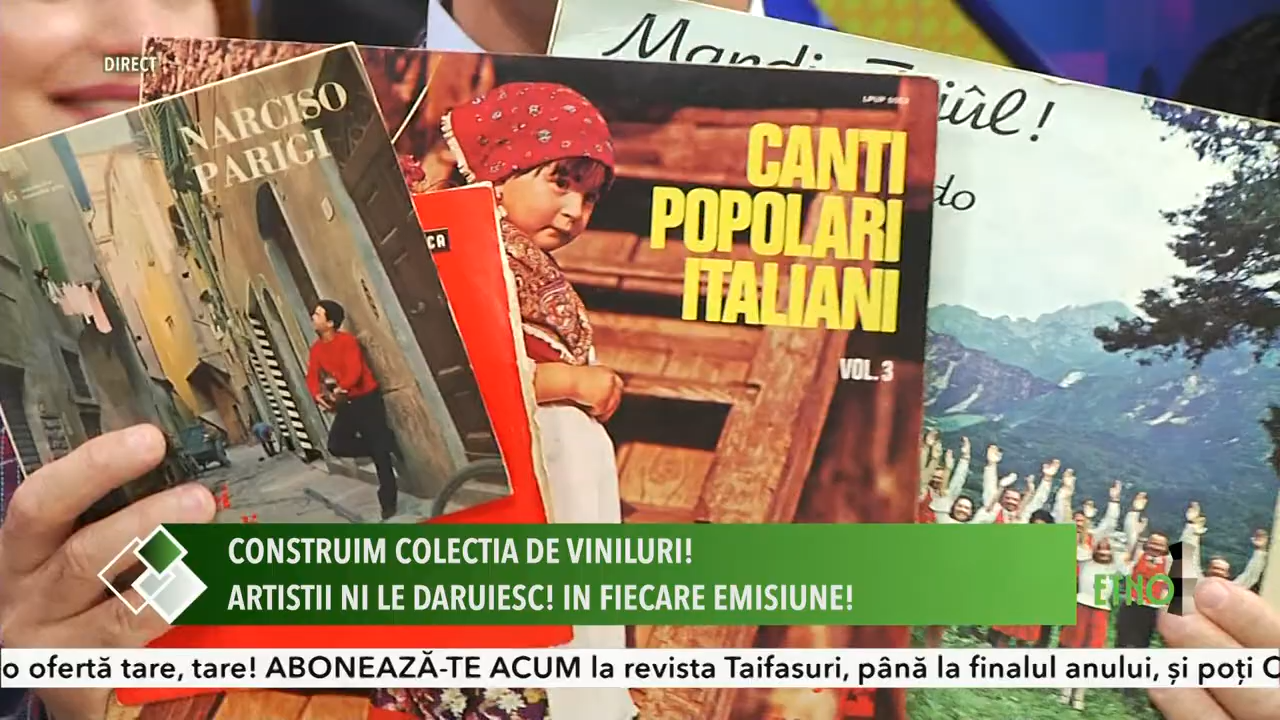 DIRECT
NARCISO
PARIGI
CANTI
POPOLARI
ITALIANI
VOL. 3
CONSTRUIM COLECTIA DE VINILURI!
ARTISTII NI LE DARUIESC! IN FIECARE EMISIUNE!
ETNO
o ofertă tare, tare! ABONEAZĂ-TE ACUM la revista Taifasuri, până la finalul anului, și poți C